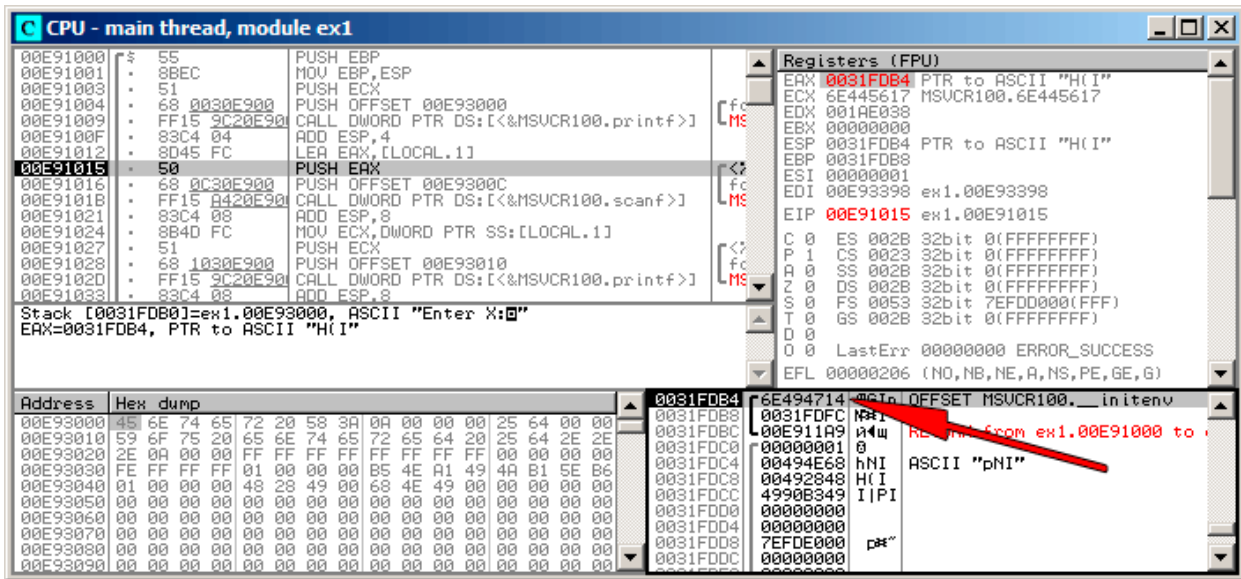 C CPU - main thread, module ex1
00E91000 $ 55 PUSH EBP
00E91001 . 8BEC MOV EBP,ESP
00E91003 . 51 PUSH ECX
00E91004 . 68 0030E900 PUSH OFFSET 00E93000
00E91009 . FF15 9C20E900 CALL DWORD PTR DS:[<&MSVCR100.printf>]
00E9100F . 83C4 04 ADD ESP,4
00E91012 . 8D45 FC LEA EAX,[LOCAL.1]
00E91015 . 50 PUSH EAX
00E91016 . 68 0C30E900 PUSH OFFSET 00E9300C
00E9101B . FF15 A420E900 CALL DWORD PTR DS:[<&MSVCR100.scanf>]
00E91021 . 83C4 08 ADD ESP,8
00E91024 . 8B4D FC MOV ECX,DWORD PTR SS:[LOCAL.1]
00E91027 . 51 PUSH ECX
00E91028 . 68 1030E900 PUSH OFFSET 00E93010
00E9102D . FF15 9C20E900 CALL DWORD PTR DS:[<&MSVCR100.printf>]
00E91033 . 83C4 08 ADD ESP,8
Stack [0031FDB0]=ex1.00E93000, ASCII "Enter X:◙"
EAX=0031FDB4, PTR to ASCII "H(I"
Registers (FPU)
EAX 0031FDB4 PTR to ASCII "H(I"
ECX 6E445617 MSVCR100.6E445617
EDX 001AE038
EBX 00000000
ESP 0031FDB4 PTR to ASCII "H(I"
EBP 0031FDB8
ESI 00000001
EDI 00E93398 ex1.00E93398
EIP 00E91015 ex1.00E91015
C 0 ES 002B 32bit 0(FFFFFFFF)
P 1 CS 0023 32bit 0(FFFFFFFF)
A 0 SS 002B 32bit 0(FFFFFFFF)
Z 0 DS 002B 32bit 0(FFFFFFFF)
S 0 FS 0053 32bit 7EFDD000(FFF)
T 0 GS 002B 32bit 0(FFFFFFFF)
D 0
O 0 LastErr 00000000 ERROR_SUCCESS
EFL 00000206 (NO,NB,NE,A,NS,PE,GE,G)
Address Hex dump
00E93000 45 6E 74 65 72 20 58 3A 0A 00 00 00 25 64 00 00
00E93010 59 6F 75 20 65 6E 74 65 72 65 64 20 25 64 2E 2E
00E93020 2E 0A 00 00 FF FF FF FF FF FF FF FF 00 00 00 00
00E93030 FE FF FF FF 01 00 00 00 B5 4E A1 49 4A B1 5E B6
00E93040 01 00 00 00 48 28 49 00 68 4E 49 00 00 00 00 00
00E93050 00 00 00 00 00 00 00 00 00 00 00 00 00 00 00 00
00E93060 00 00 00 00 00 00 00 00 00 00 00 00 00 00 00 00
00E93070 00 00 00 00 00 00 00 00 00 00 00 00 00 00 00 00
00E93080 00 00 00 00 00 00 00 00 00 00 00 00 00 00 00 00
00E93090 00 00 00 00 00 00 00 00 00 00 00 00 00 00 00 00
0031FDB4 6E494714 GIn OFFSET MSVCR100.__initenv
0031FDB8 0031FDFC
0031FDBC 00E911A9 from ex1.00E91000 to
0031FDC0 00000001
0031FDC4 00494E68 hNI ASCII "pNI"
0031FDC8 00492848 H(I
0031FDCC 4990B349 I|РI
0031FDD0 00000000
0031FDD4 00000000
0031FDD8 7EFDE000
0031FDDC 00000000